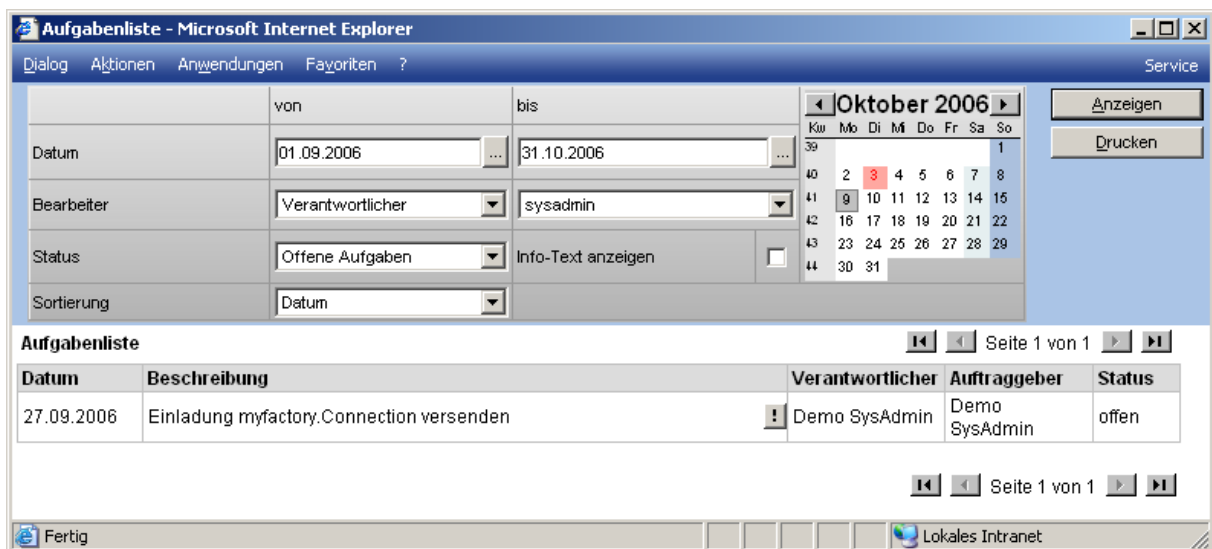 Aufgabenliste - Microsoft Internet Explorer
Dialog Aktionen Anwendungen Favoriten ? Service
von bis
Datum 01.09.2006 ... 31.10.2006 ...
Bearbeiter Verantwortlicher sysadmin
Status Offene Aufgaben Info-Text anzeigen
Sortierung Datum
Oktober 2006
Kw Mo Di Mi Do Fr Sa So
39 1
40 2 3 4 5 6 7 8
41 9 10 11 12 13 14 15
42 16 17 18 19 20 21 22
43 23 24 25 26 27 28 29
44 30 31
Anzeigen
Drucken
Aufgabenliste Seite 1 von 1
Datum Beschreibung Verantwortlicher Auftraggeber Status
27.09.2006 Einladung myfactory.Connection versenden ! Demo SysAdmin Demo SysAdmin offen
Seite 1 von 1
Fertig Lokales Intranet